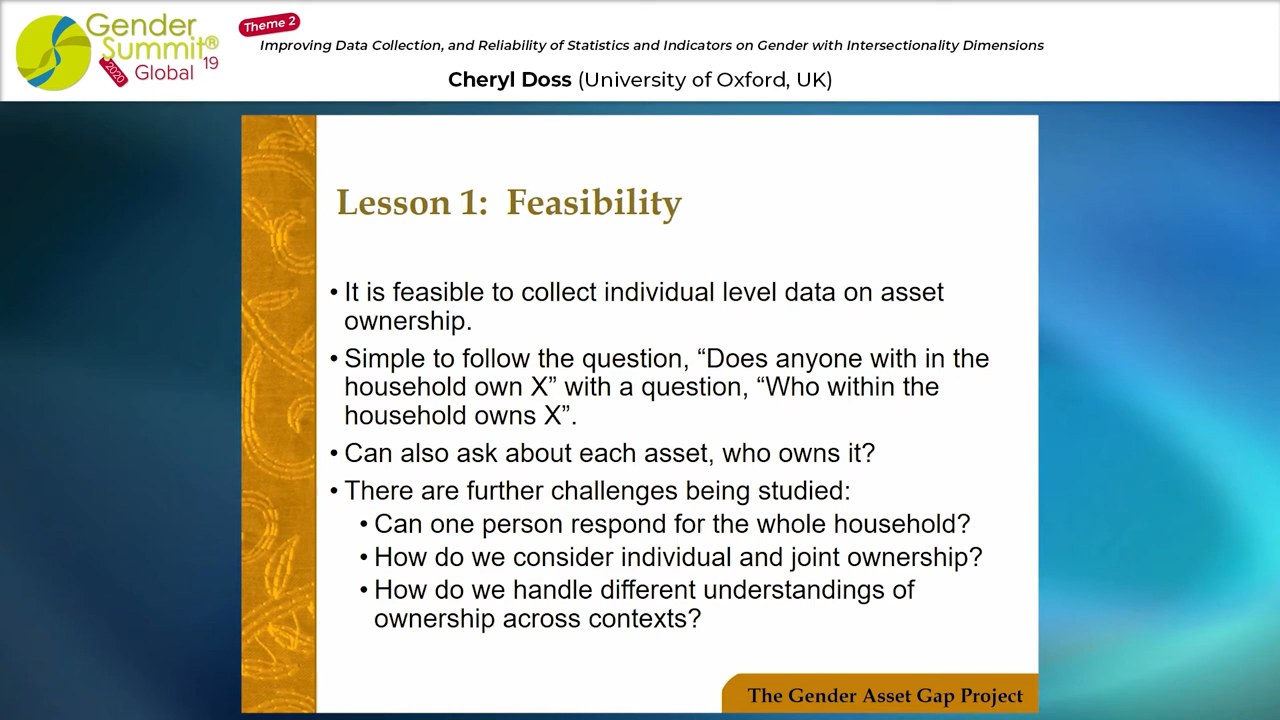 Gender
Summit®
Global 19
2020
Theme 2
Improving Data Collection, and Reliability of Statistics and Indicators on Gender with Intersectionality Dimensions
Cheryl Doss (University of Oxford, UK)
Lesson 1: Feasibility
• It is feasible to collect individual level data on asset
ownership.
• Simple to follow the question, “Does anyone with in the
household own X” with a question, “Who within the
household owns X”.
• Can also ask about each asset, who owns it?
• There are further challenges being studied:
• Can one person respond for the whole household?
• How do we consider individual and joint ownership?
• How do we handle different understandings of
ownership across contexts?
The Gender Asset Gap Project